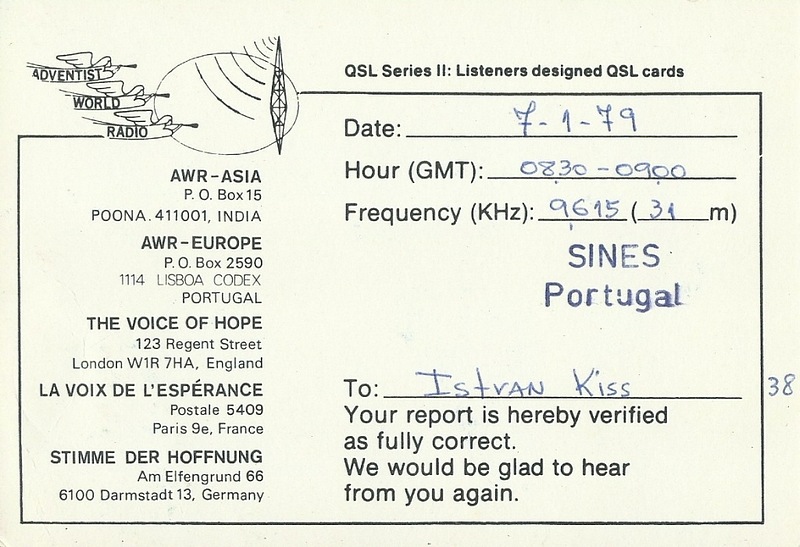 ADVENTIST
WORLD
RADIO
QSL Series II: Listeners designed QSL cards
AWR-ASIA
P.O. Box 15
POONA. 411001, INDIA
AWR-EUROPE
P.O. Box 2590
1114 LISBOA CODEX
PORTUGAL
THE VOICE OF HOPE
123 Regent Street
London W1R 7HA, England
LA VOIX DE L'ESPÉRANCE
Postale 5409
Paris 9e, France
STIMME DER HOFFNUNG
Am Elfengrund 66
6100 Darmstadt 13, Germany
Date: 7-1-79
Hour (GMT): 0830-0900
Frequency (KHz): 9615 (31 m)
SINES
Portugal
To: Istvan Kiss 38
Your report is hereby verified
as fully correct.
We would be glad to hear
from you again.